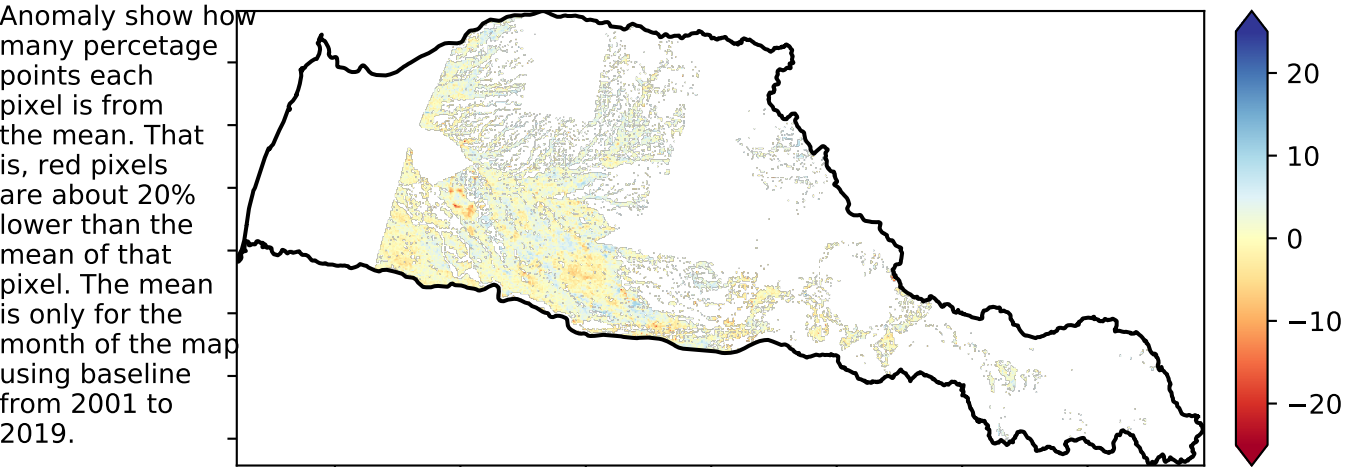 Anomaly show how
many percetage
points each
pixel is from
the mean. That
is, red pixels
are about 20%
lower than the
mean of that
pixel. The mean
is only for the
month of the map
using baseline
from 2001 to
2019.
20
10
0
−10
−20